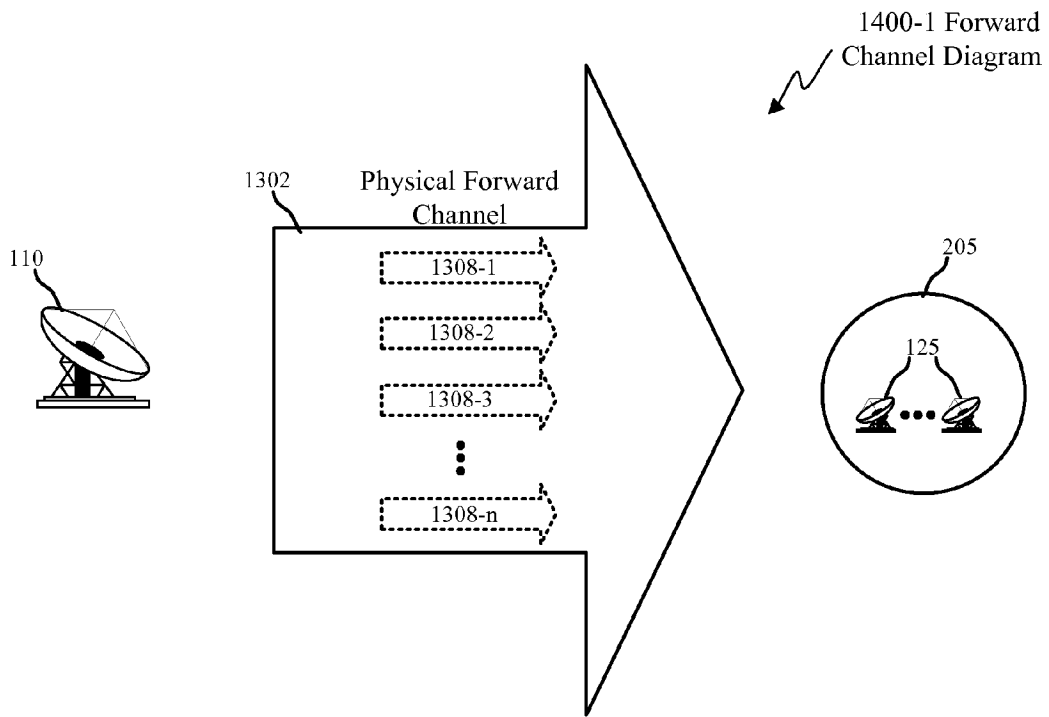 1400-1 Forward
Channel Diagram
1302
Physical Forward
Channel
110
1308-1
205
1308-2
125
1308-3
1308-n